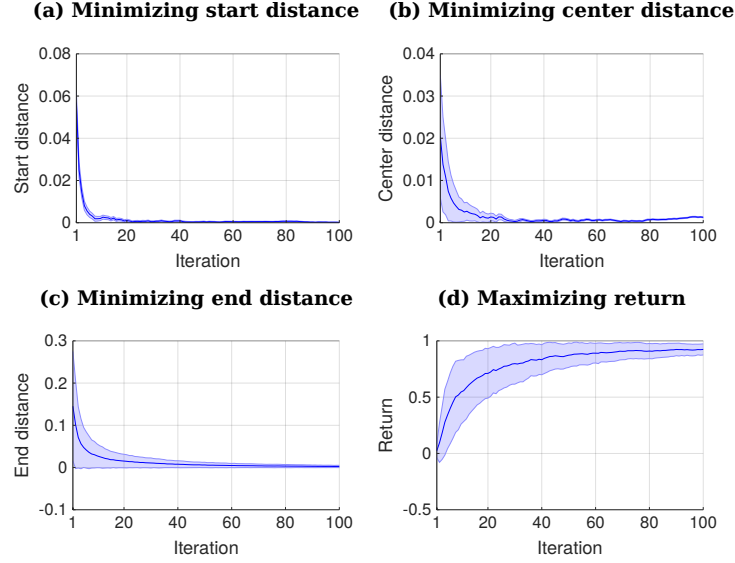 (a) Minimizing start distance
0.08
0.06
0.04
0.02
0
Start distance
1 20 40 60 80 100
Iteration
(b) Minimizing center distance
0.04
0.03
0.02
0.01
0
Center distance
1 20 40 60 80 100
Iteration
(c) Minimizing end distance
0.3
0.2
0.1
0
-0.1
End distance
1 20 40 60 80 100
Iteration
(d) Maximizing return
1
0.5
0
-0.5
Return
1 20 40 60 80 100
Iteration